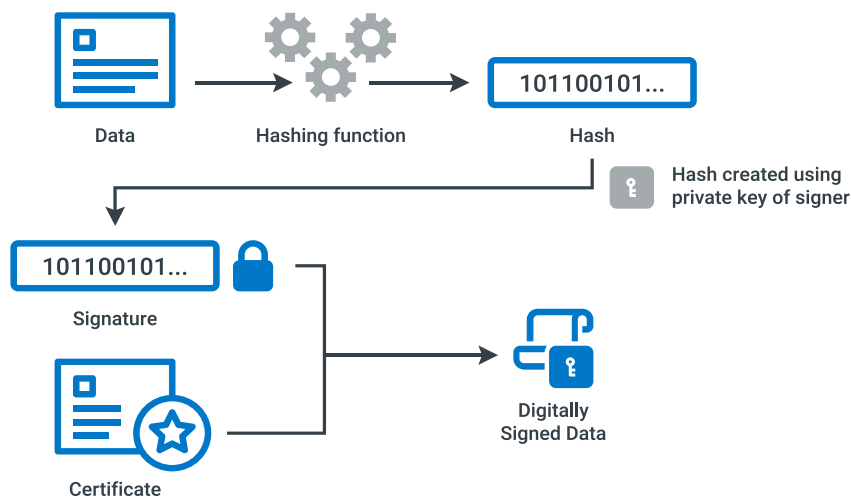 101100101...
Data
Hashing function
Hash
Hash created using
private key of signer
101100101...
Signature
Digitally
Signed Data
Certificate